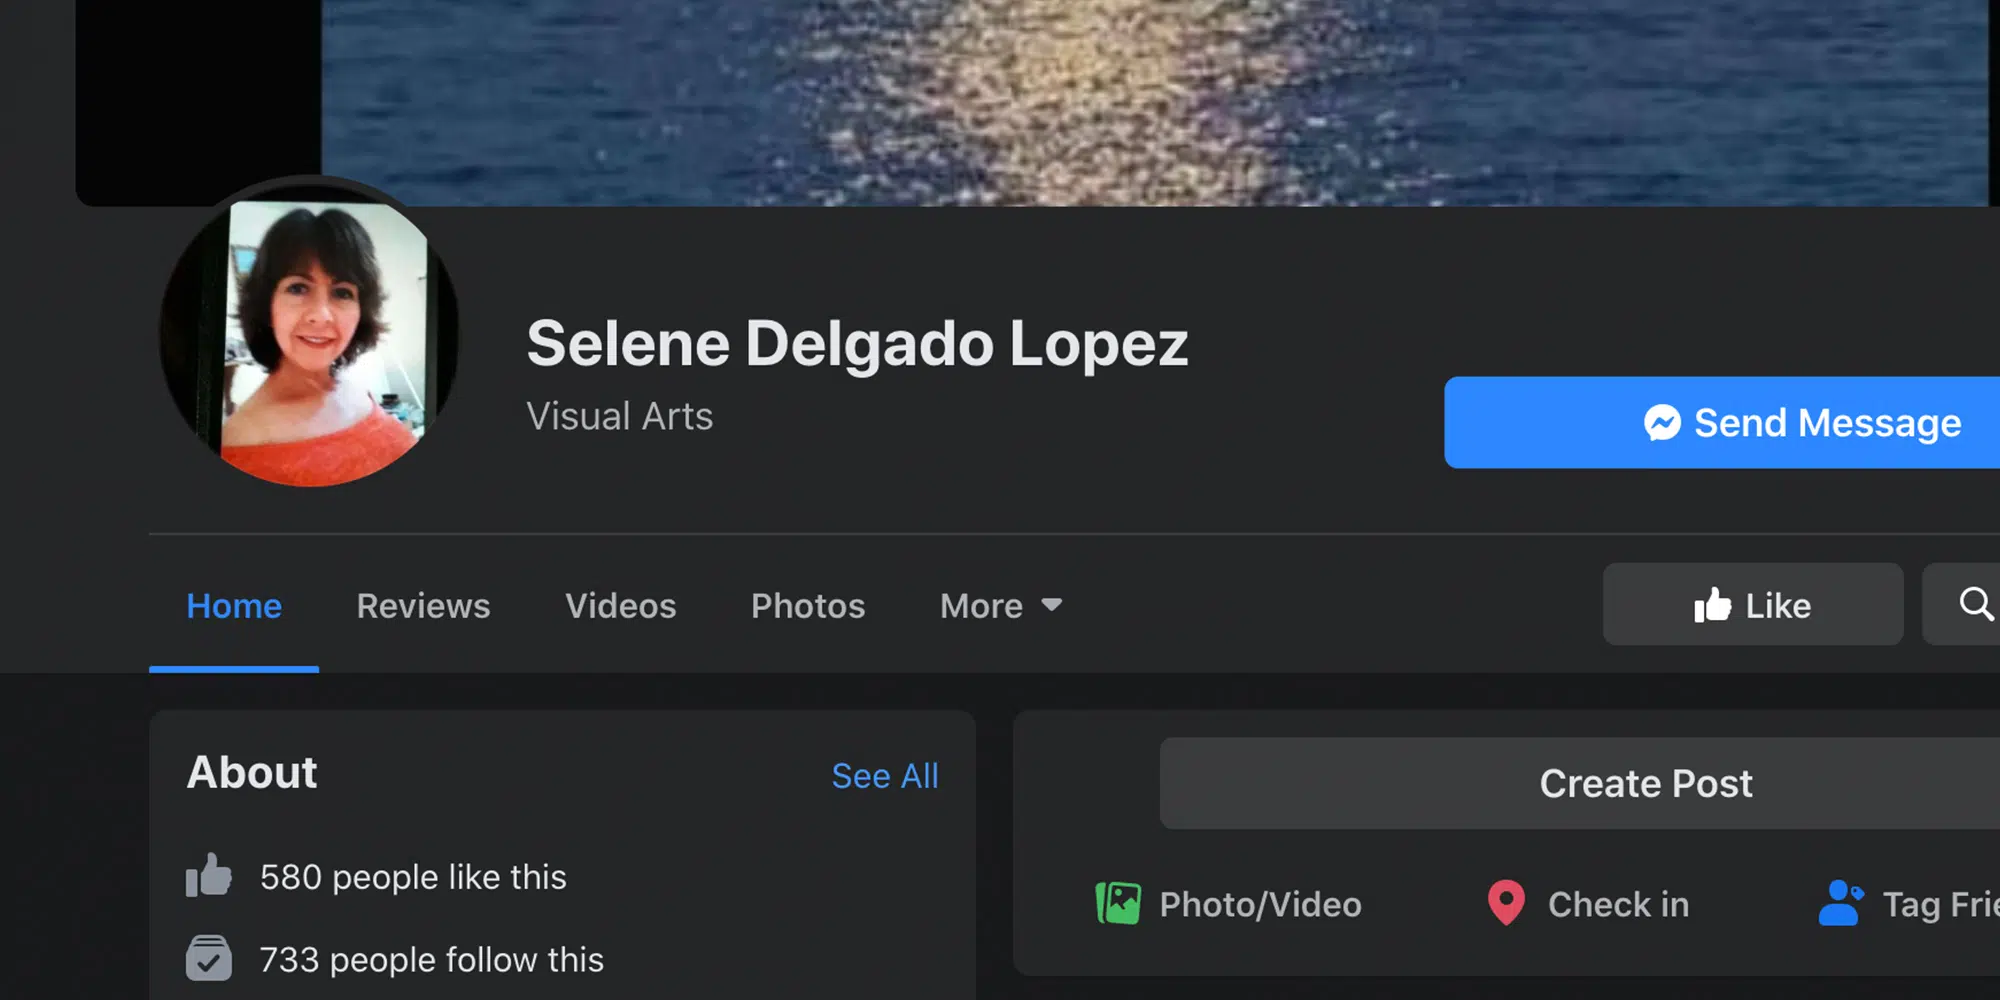 Selene Delgado Lopez
Visual Arts
Send Message
Home Reviews Videos Photos More
Like
About
See All
580 people like this
733 people follow this
Create Post
Photo/Video Check in Tag Frie